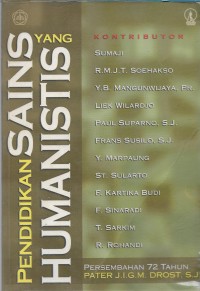 PENDIDIKAN SAINS YANG
HUMANISTIS
KONTRIBUTOR
SUMAJI
R.M.J.T. SOEHAKSO
Y.B. MANGUNWIJAYA, PR.
LIEK WILARDJO
PAUL SUPARNO, S.J.
FRANS SUSILO, S.J.
Y. MARPAUNG
ST. SULARTO
E. KARTIKA BUDI
F. SINARADI
T. SARKIM
R. ROHANDI
PERSEMBAHAN 72 TAHUN
PATER J.I.G.M. DROST, S.J.